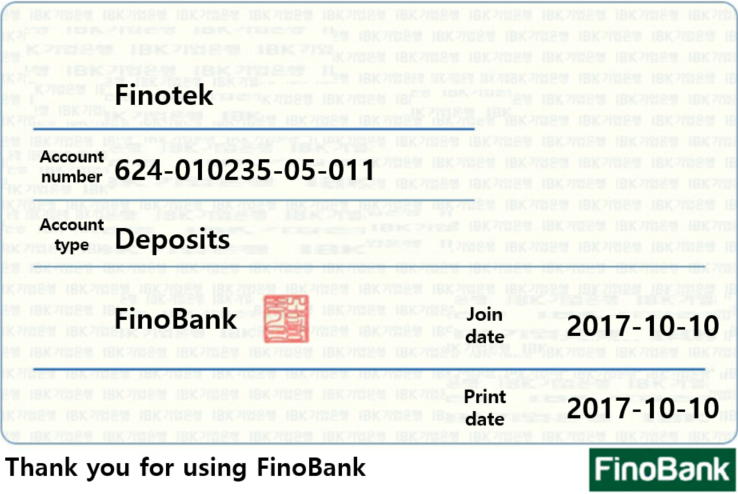 Finotek
Account number 624-010235-05-011
Account type Deposits
FinoBank
Join date 2017-10-10
Print date 2017-10-10
Thank you for using FinoBank
FinoBank